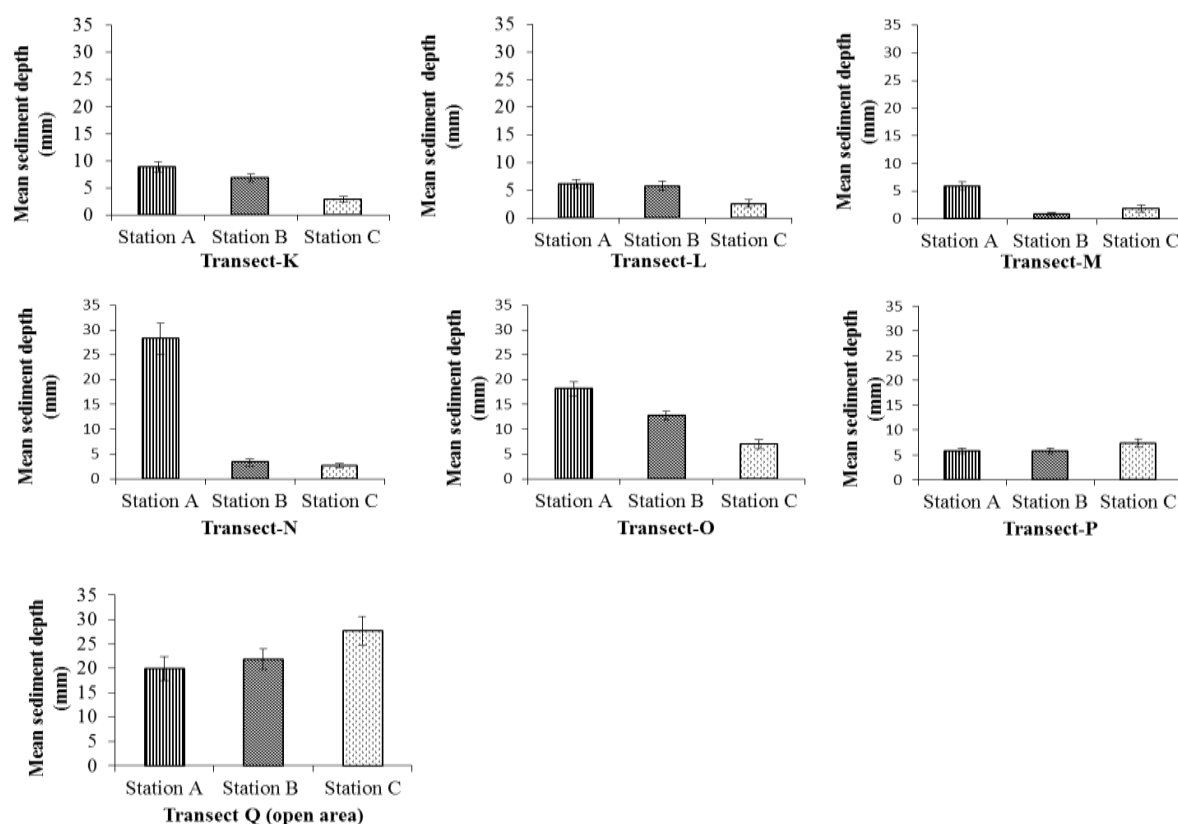 Mean sediment depth
(mm)
35
30
25
20
15
10
5
0
Station A Station B Station C
Transect-K
Mean sediment depth
(mm)
35
30
25
20
15
10
5
0
Station A Station B Station C
Transect-L
Mean sediment depth
(mm)
35
30
25
20
15
10
5
0
Station A Station B Station C
Transect-M
Mean sediment depth
(mm)
35
30
25
20
15
10
5
0
Station A Station B Station C
Transect-N
Mean sediment depth
(mm)
35
30
25
20
15
10
5
0
Station A Station B Station C
Transect-O
Mean sediment depth
(mm)
35
30
25
20
15
10
5
0
Station A Station B Station C
Transect-P
Mean sediment depth
(mm)
35
30
25
20
15
10
5
0
Station A Station B Station C
Transect Q (open area)